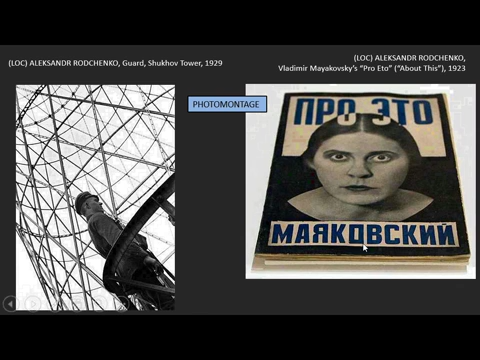 (LOC) ALEKSANDR RODCHENKO, Guard, Shukhov Tower, 1929
(LOC) ALEKSANDR RODCHENKO,
Vladimir Mayakovsky's "Pro Eto" ("About This"), 1923
PHOTOMONTAGE
ПРО ЭТО
МАЯКОВСКИЙ